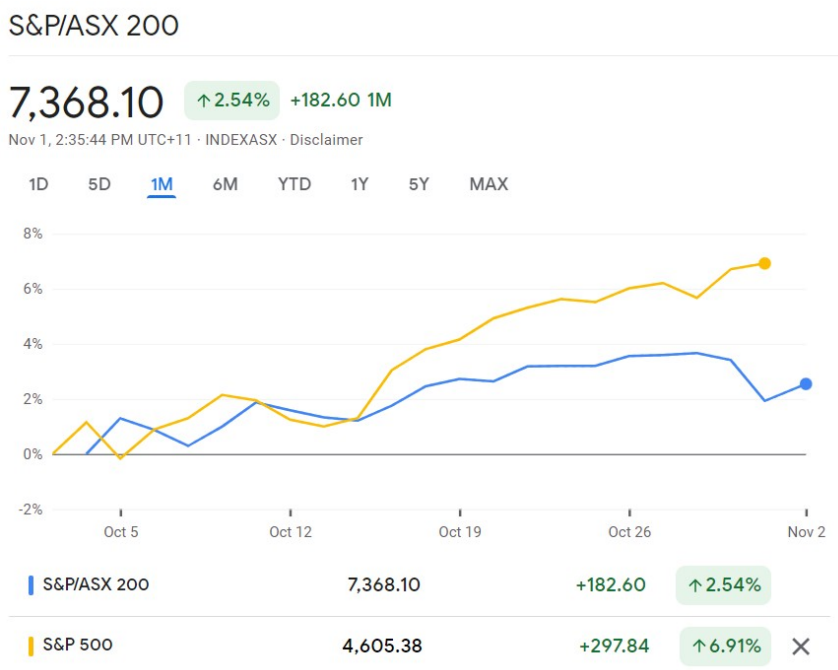 S&P/ASX 200
7,368.10 ↑2.54% +182.60 1M
Nov 1, 2:35:44 PM UTC+11 · INDEXASX · Disclaimer
1D 5D 1M 6M YTD 1Y 5Y MAX
8%
6%
4%
2%
0%
-2%
Oct 5 Oct 12 Oct 19 Oct 26 Nov 2
S&P/ASX 200 7,368.10 +182.60 ↑2.54%
S&P 500 4,605.38 +297.84 ↑6.91%